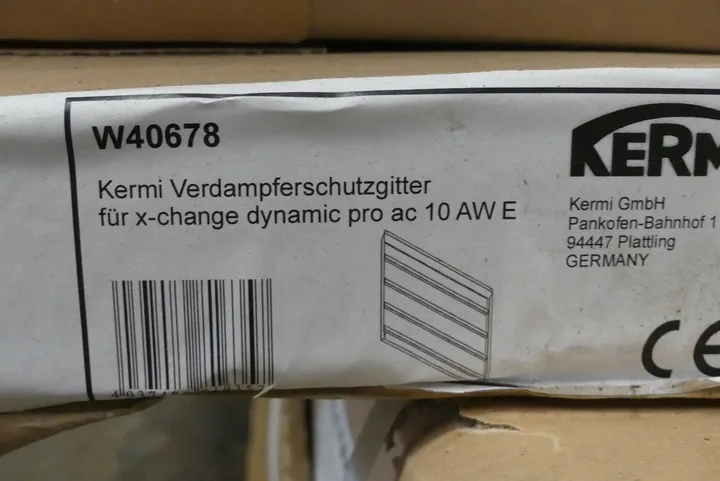 W40678
Kermi Verdampferschutzgitter
für x-change dynamic pro ac 10 AW E
KERM
Kermi GmbH
Pankofen-Bahnhof 1
94447 Plattling
GERMANY
CE